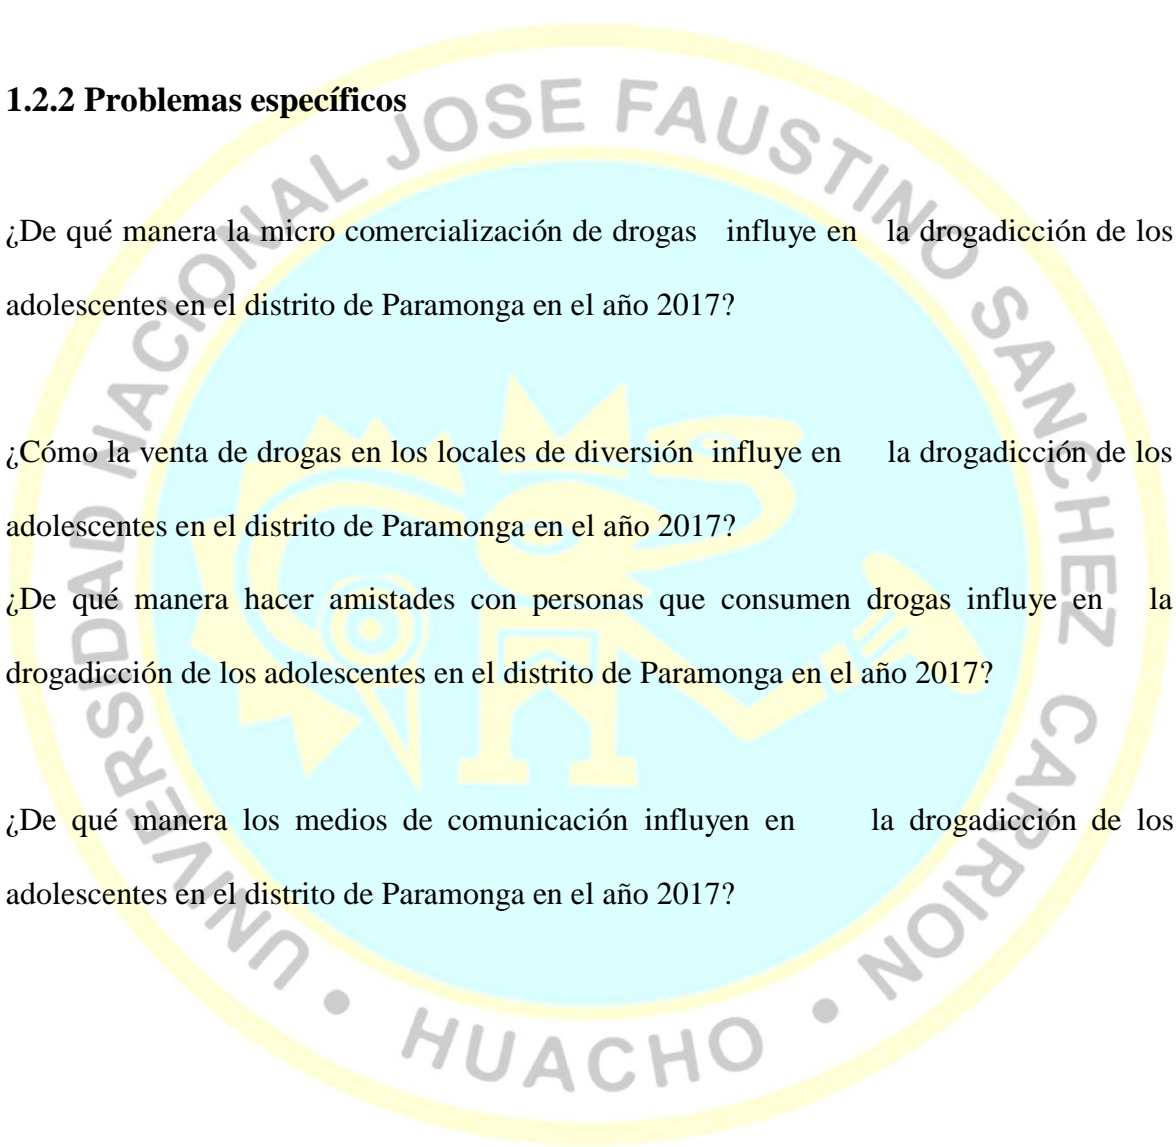 1.2.2 Problemas específicos
¿De qué manera la micro comercialización de drogas influye en la drogadicción de los
adolescentes en el distrito de Paramonga en el año 2017?
¿Cómo la venta de drogas en los locales de diversión influye en la drogadicción de los
adolescentes en el distrito de Paramonga en el año 2017?
¿De qué manera hacer amistades con personas que consumen drogas influye en la
drogadicción de los adolescentes en el distrito de Paramonga en el año 2017?
¿De qué manera los medios de comunicación influyen en la drogadicción de los
adolescentes en el distrito de Paramonga en el año 2017?
UNIVERSIDAD NACIONAL JOSE FAUSTINO SANCHEZ CARRION
• HUACHO •